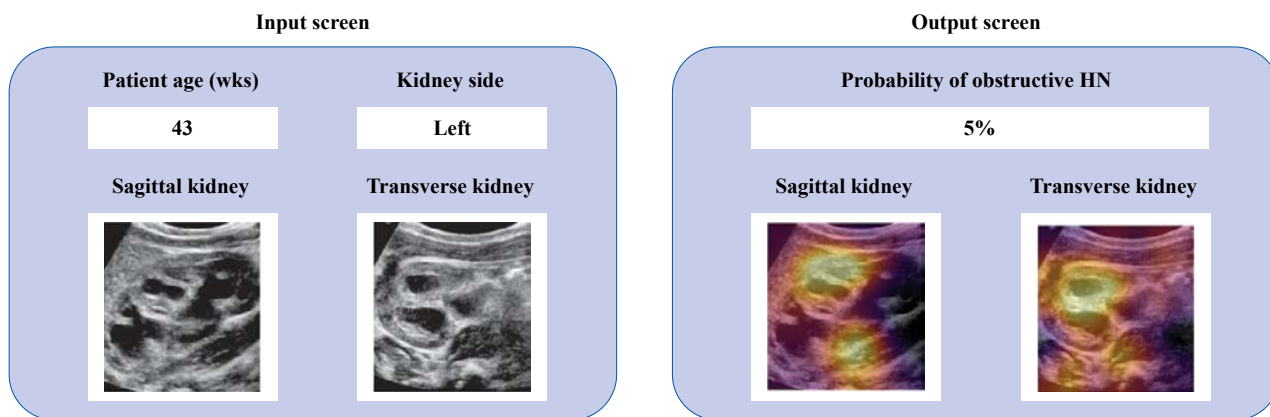 Input screen
Patient age (wks)
Kidney side
43
Left
Sagittal kidney
Transverse kidney
Output screen
Probability of obstructive HN
5%
Sagittal kidney
Transverse kidney